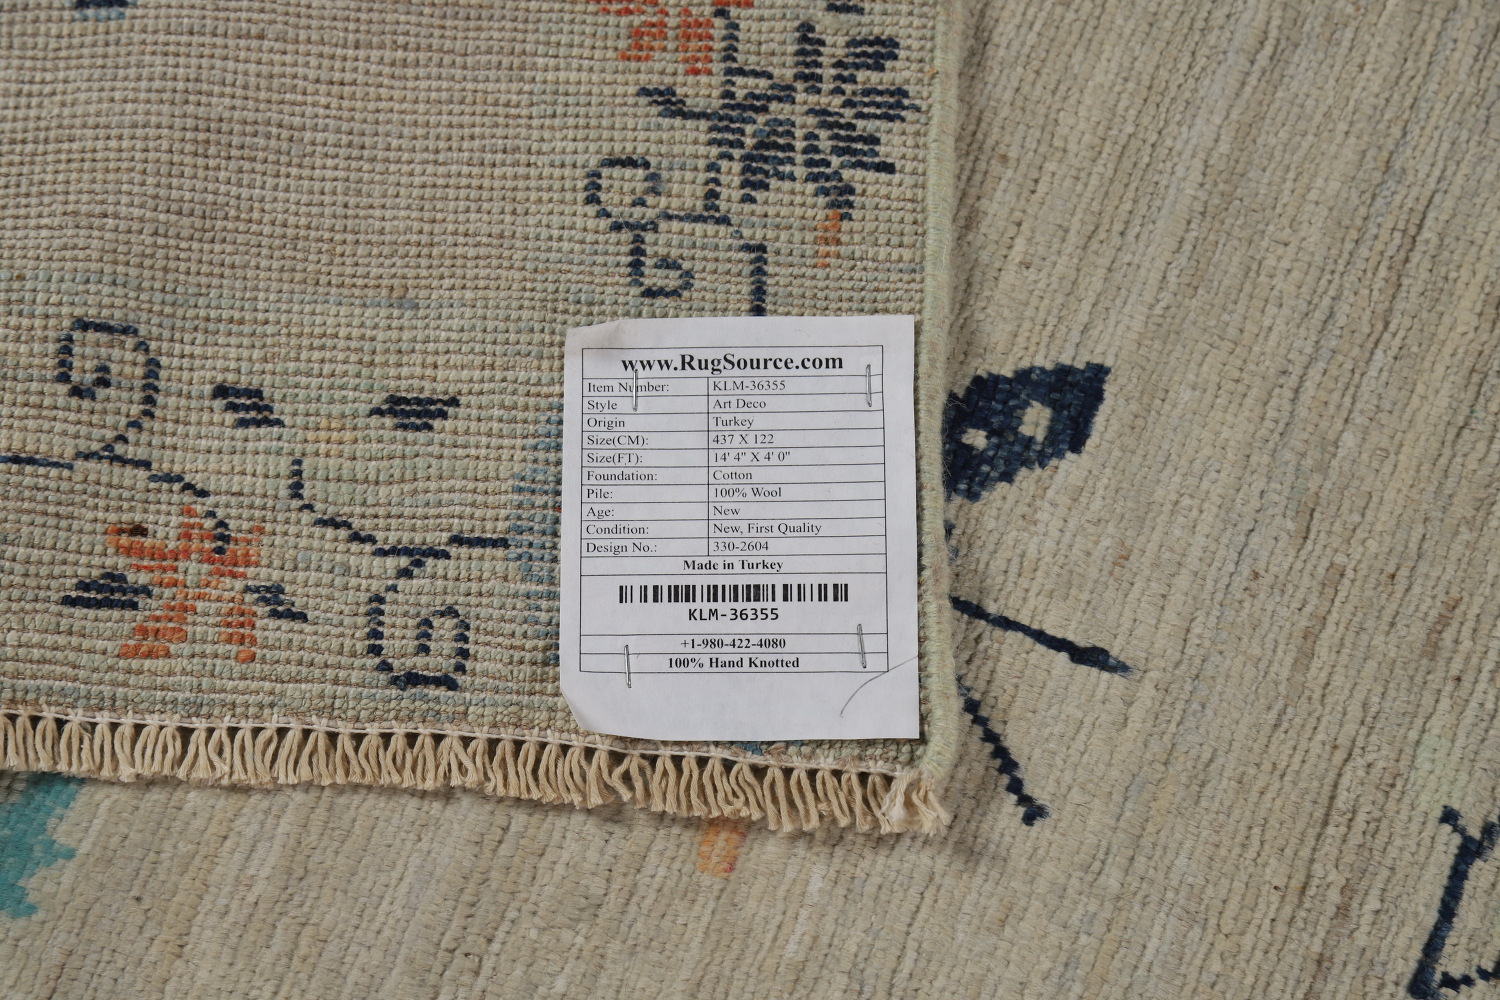 www.RugSource.com
Item Number: KLM-36355
Style Art Deco
Origin Turkey
Size(CM): 437 X 122
Size(FT): 14' 4" X 4' 0"
Foundation: Cotton
Pile: 100% Wool
Age: New
Condition: New, First Quality
Design No.: 330-2604
Made in Turkey
KLM-36355
+1-980-422-4080
100% Hand Knotted